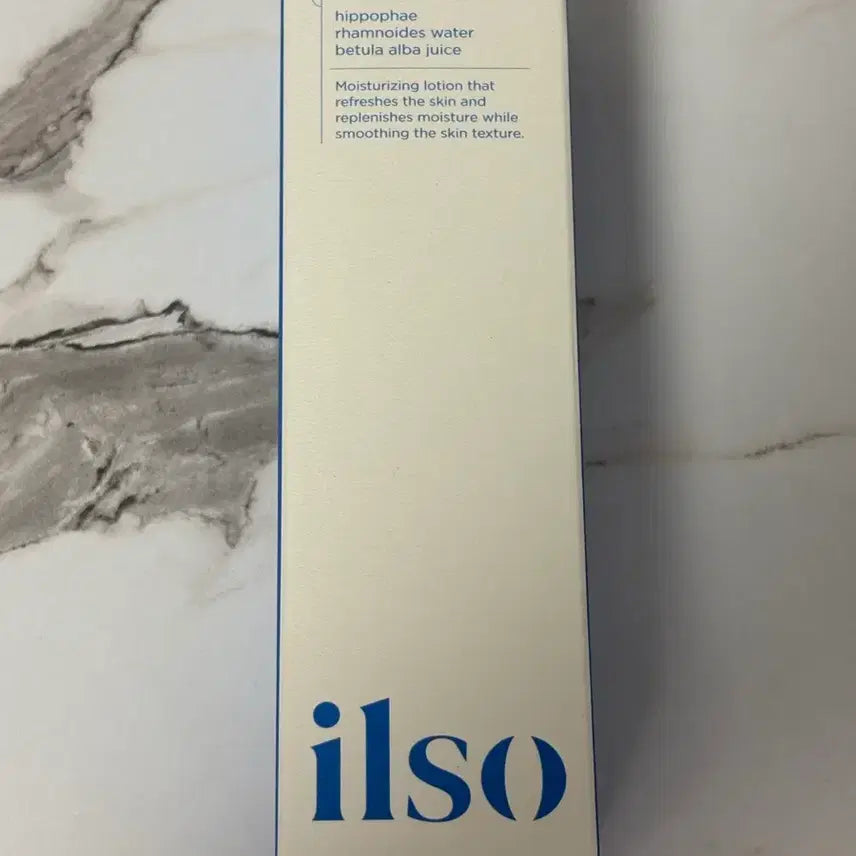 hippophae
rhamnoides water
betula alba juice
Moisturizing lotion that
refreshes the skin and
replenishes moisture while
smoothing the skin texture.
ilso